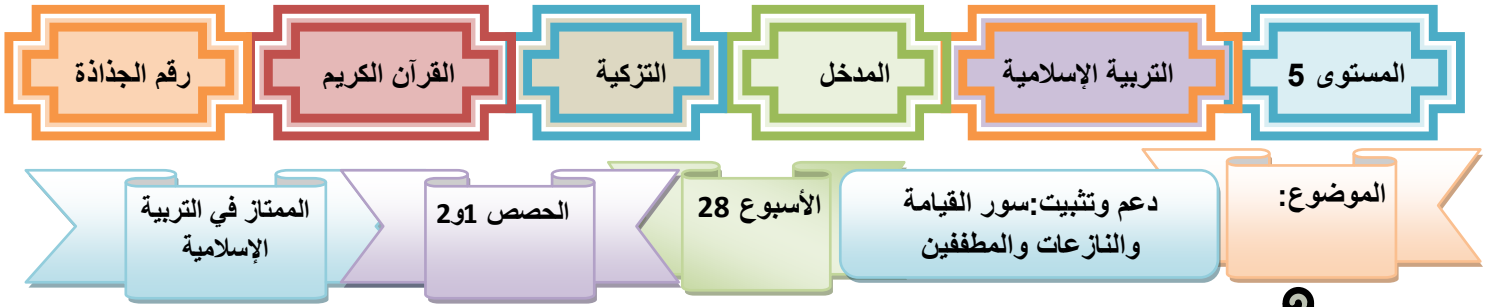 المستوى 5
التربية الإسلامية
المدخل
التزكية
القرآن الكريم
رقم الجذاذة
الموضوع:
دعم وتثبيت:سور القيامة
والنازعات والمطففين
الأسبوع 28
الحصص 1و2
الممتاز في التربية
الإسلامية